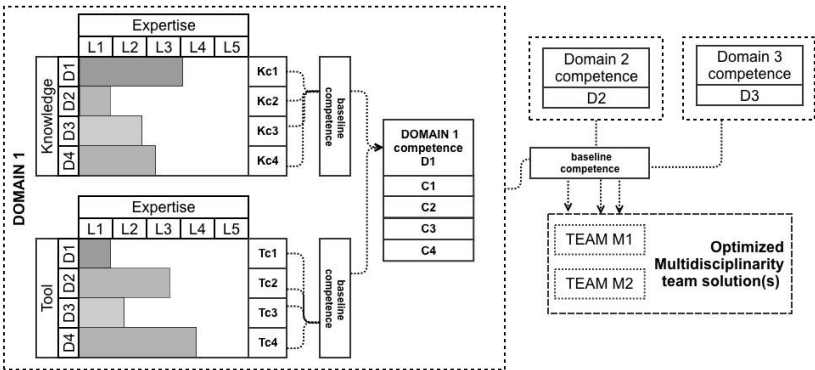 DOMAIN 1
Expertise
L1 L2 L3 L4 L5
Knowledge
D1
D2
D3
D4
Kc1
Kc2
Kc3
Kc4
baseline
competence
Expertise
L1 L2 L3 L4 L5
Tool
D1
D2
D3
D4
Tc1
Tc2
Tc3
Tc4
baseline
competence
DOMAIN 1
competence
D1
C1
C2
C3
C4
Domain 2
competence
D2
Domain 3
competence
D3
baseline
competence
TEAM M1
TEAM M2
Optimized
Multidisciplinarity
team solution(s)